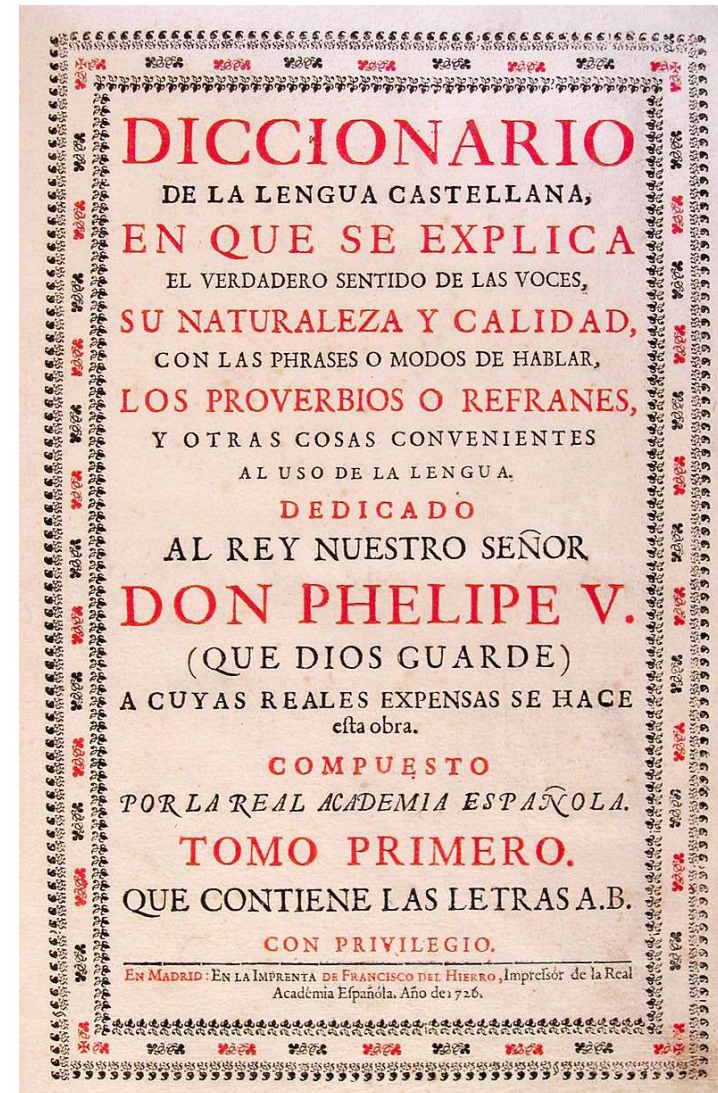 DICCIONARIO
DE LA LENGUA CASTELLANA,
EN QUE SE EXPLICA
EL VERDADERO SENTIDO DE LAS VOCES,
SU NATURALEZA Y CALIDAD,
CON LAS PHRASES O MODOS DE HABLAR,
LOS PROVERBIOS O REFRANES,
Y OTRAS COSAS CONVENIENTES
AL USO DE LA LENGUA.
DEDICADO
AL REY NUESTRO SEÑOR
DON PHELIPE V.
(QUE DIOS GUARDE)
A CUYAS REALES EXPENSAS SE HACE
eſta obra.
COMPUESTO
POR LA REAL ACADEMIA ESPAÑOLA.
TOMO PRIMERO.
QUE CONTIENE LAS LETRAS A.B.
CON PRIVILEGIO.
EN MADRID: EN LA IMPRENTA DE FRANCISCO DEL HIERRO, Impreſsór de la Real
Académia Eſpañóla. Año de 1726.